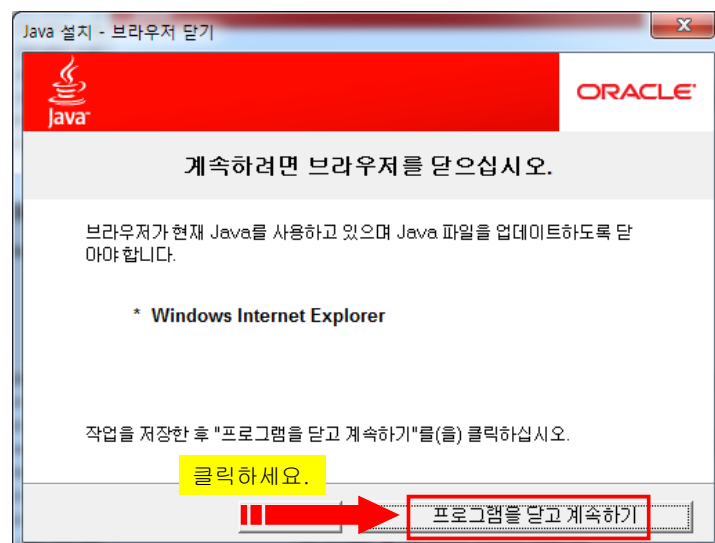 Java 설치 - 브라우저 닫기
Java
ORACLE
계속하려면 브라우저를 닫으십시오.
브라우저가 현재 Java를 사용하고 있으며 Java 파일을 업데이트하도록 닫
아야 합니다.
* Windows Internet Explorer
작업을 저장한 후 "프로그램을 닫고 계속하기"를(을) 클릭하십시오.
클릭하세요.
프로그램을 닫고 계속하기